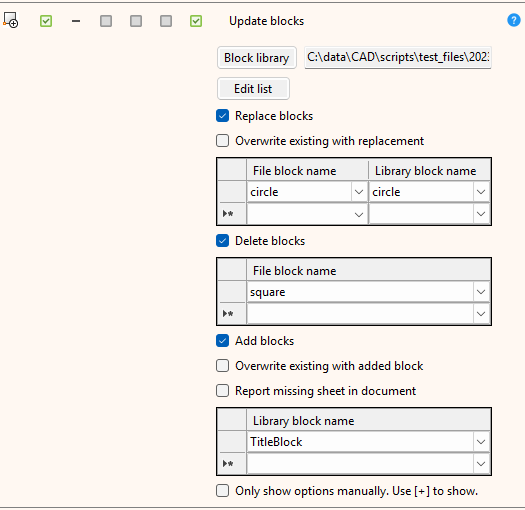 Update blocks ?
Block library C:\data\CAD\scripts\test_files\202
Edit list
Replace blocks
Overwrite existing with replacement
File block name Library block name
circle circle
Delete blocks
File block name
square
Add blocks
Overwrite existing with added block
Report missing sheet in document
Library block name
TitleBlock
Only show options manually. Use [+] to show.